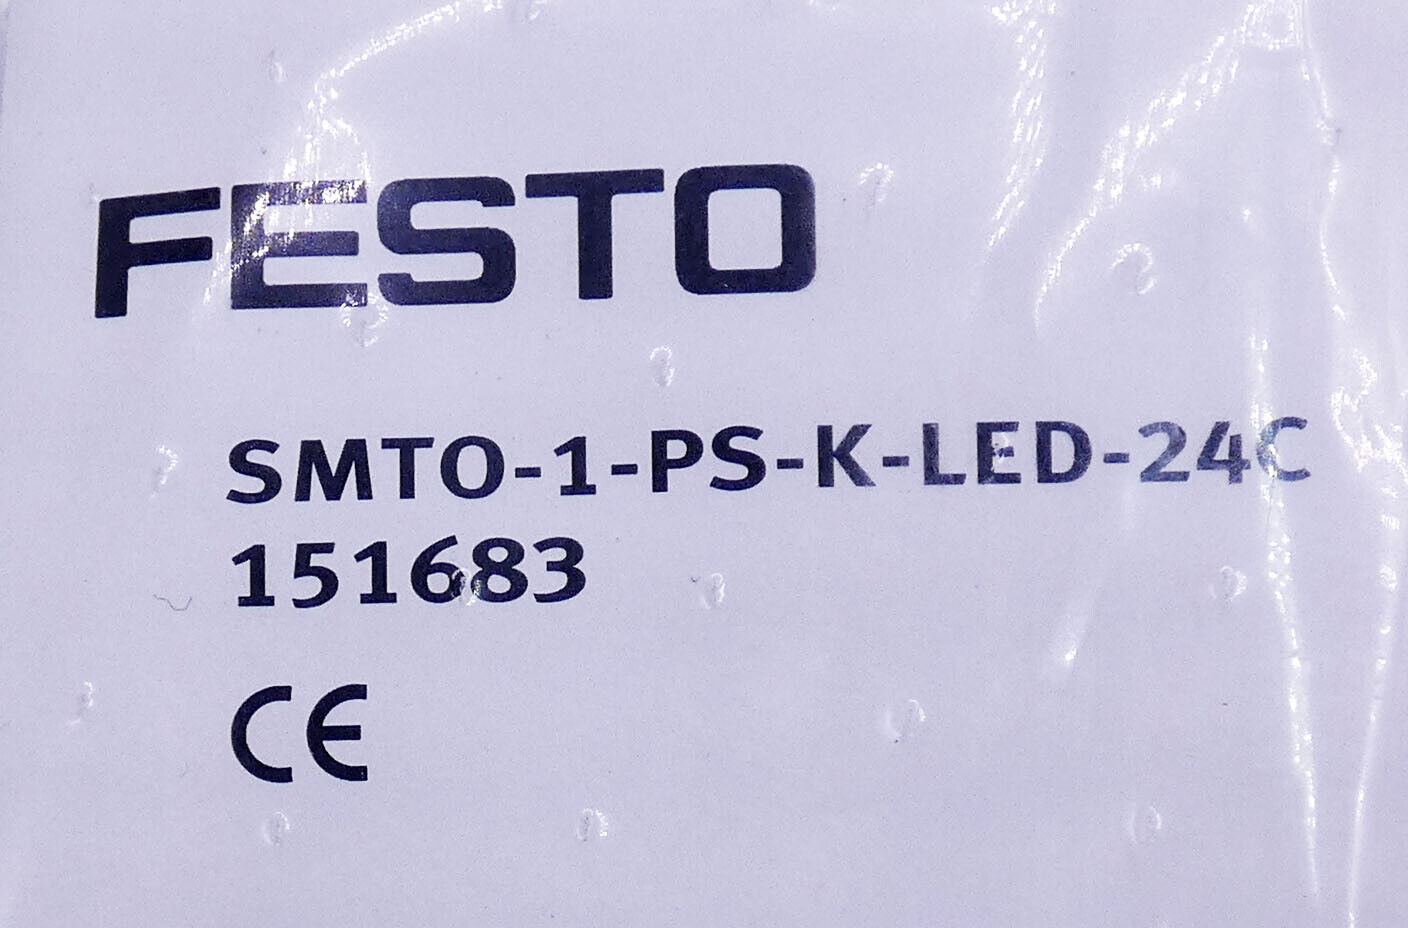 FESTO
SMTO-1-PS-K-LED-24C
151683
CE